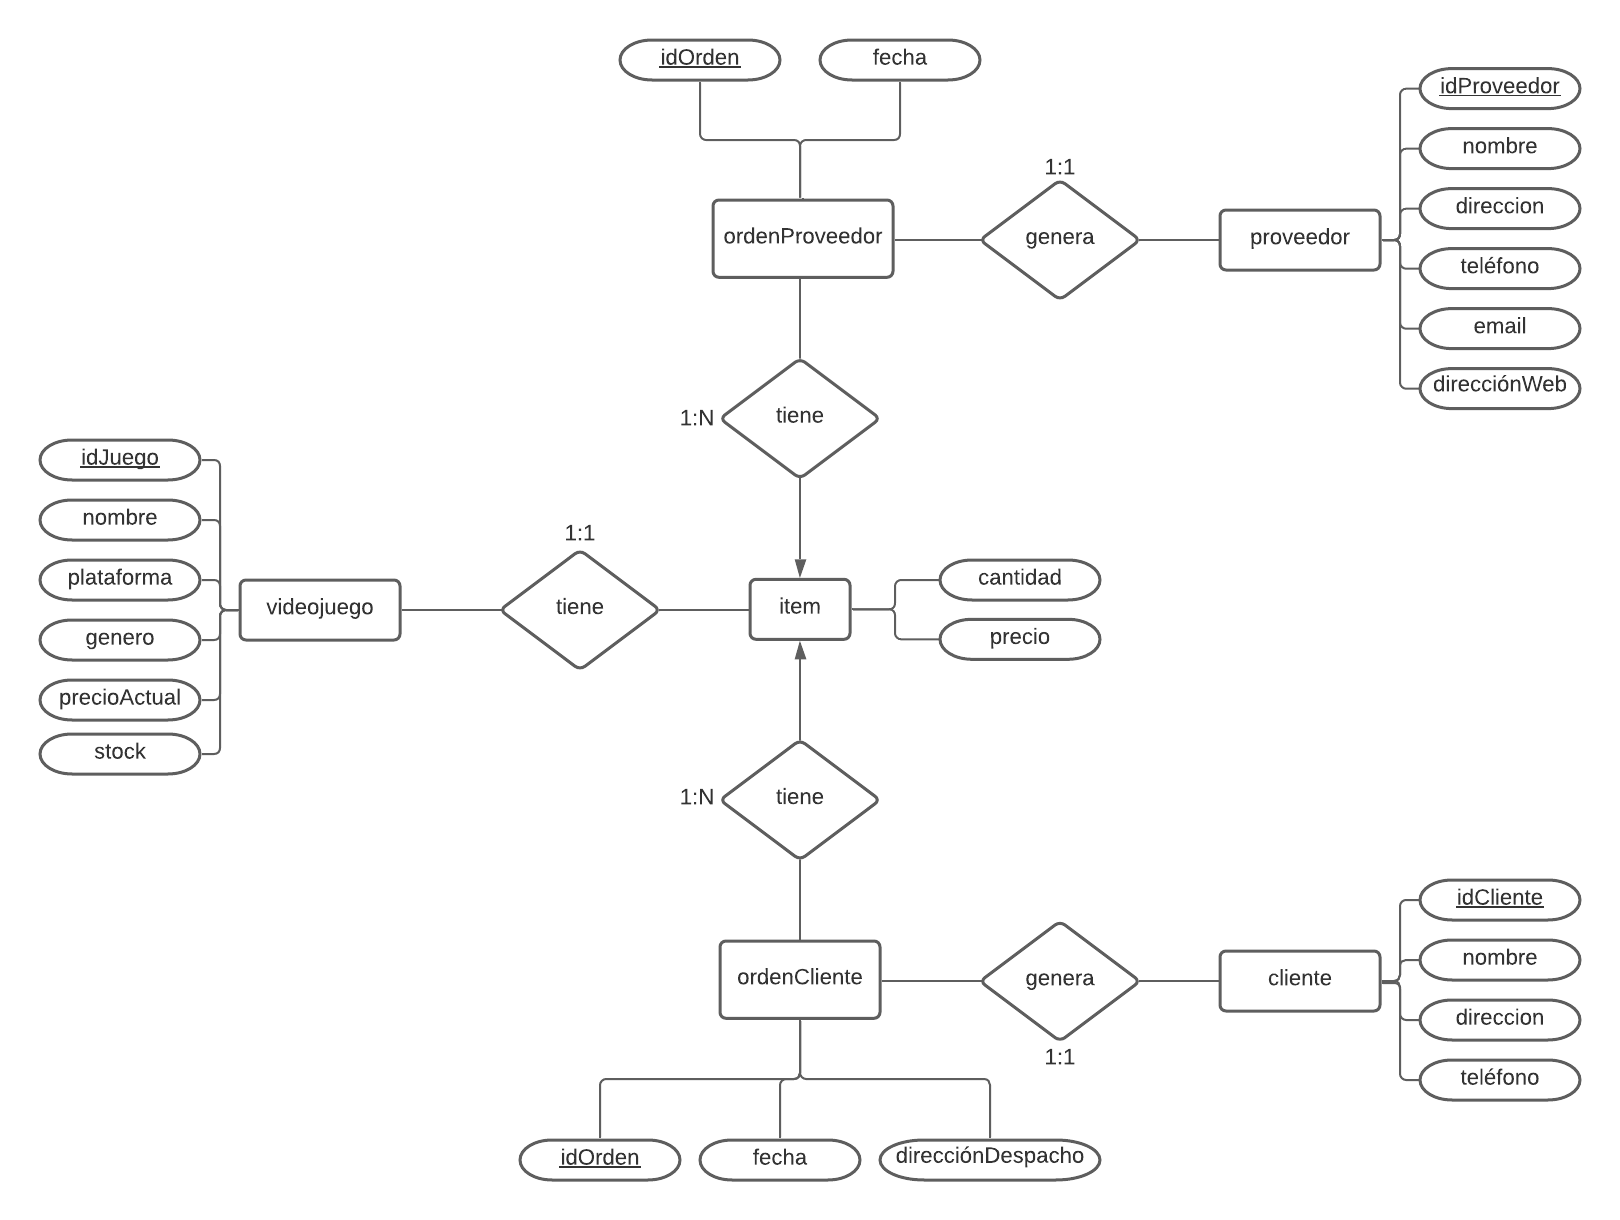 idOrden
fecha
idProveedor
nombre
direccion
teléfono
email
direcciónWeb
1:1
ordenProveedor
genera
proveedor
1:N
tiene
idJuego
nombre
plataforma
genero
precioActual
stock
1:1
videojuego
tiene
item
cantidad
precio
1:N
tiene
idCliente
nombre
direccion
teléfono
ordenCliente
genera
cliente
1:1
idOrden
fecha
direcciónDespacho